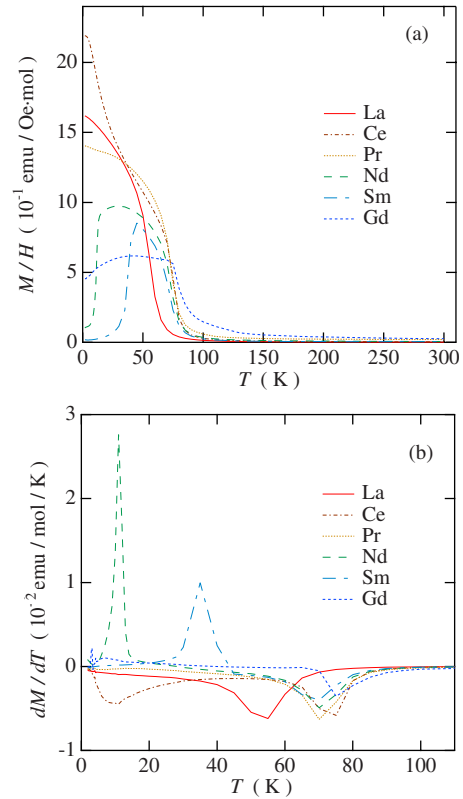 (a)
20
15
10
5
0
M/H ( 10⁻¹ emu / Oe·mol )
La
Ce
Pr
Nd
Sm
Gd
0 50 100 150 200 250 300
T ( K )
(b)
3
2
1
0
-1
dM/dT ( 10⁻² emu / mol / K )
La
Ce
Pr
Nd
Sm
Gd
0 20 40 60 80 100
T ( K )